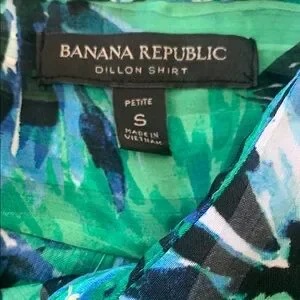 BANANA REPUBLIC
DILLON SHIRT
PETITE
S
MADE IN
VIETNAM